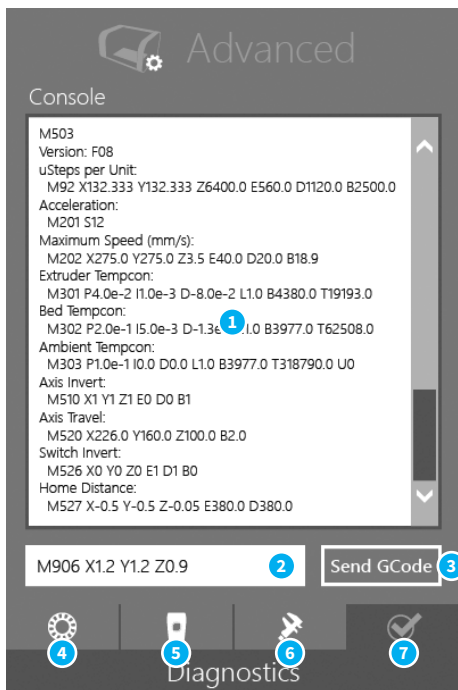 Advanced
Console
M503
Version: F08
uSteps per Unit:
M92 X132.333 Y132.333 Z6400.0 E560.0 D1120.0 B2500.0
Acceleration:
M201 S12
Maximum Speed (mm/s):
M202 X275.0 Y275.0 Z3.5 E40.0 D20.0 B18.9
Extruder Tempcon:
M301 P4.0e-2 I1.0e-3 D-8.0e-2 L1.0 B4380.0 T19193.0
Bed Tempcon:
M302 P2.0e-1 I5.0e-3 1 B3977.0 T62508.0
Ambient Tempcon:
M303 P1.0e-1 I0.0 D0.0 L1.0 B3977.0 T318790.0 U0
Axis Invert:
M510 X1 Y1 Z1 E0 D0 B1
Axis Travel:
M520 X226.0 Y160.0 Z100.0 B2.0
Switch Invert:
M526 X0 Y0 Z0 E1 D1 B0
Home Distance:
M527 X-0.5 Y-0.5 Z-0.05 E380.0 D380.0
M906 X1.2 Y1.2 Z0.9 2 Send GCode 3
4 5 6 7
Diagnostics